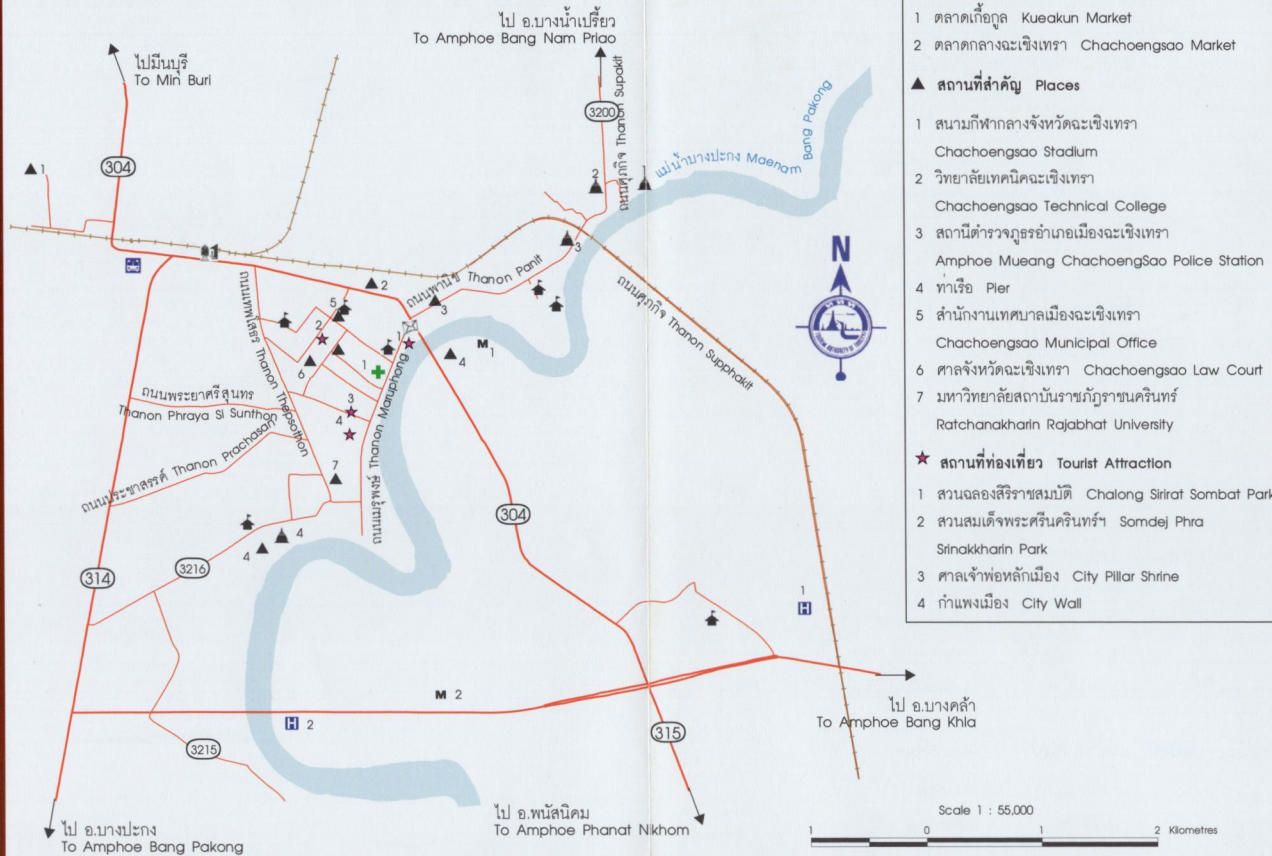 ไป อ.บางน้ำเปรี้ยว
To Amphoe Bang Nam Priao
ไปมีนบุรี
To Min Buri
304
3200
ถนนศุภกิจ Thanon Supakit
แม่น้ำบางปะกง Maenam Bang Pakong
1
2
1
1
3
ถนนพานิช Thanon Panit
3
2
5
2
1
1
6
4
M 1
ถนนเทพโสธร Thanon Thepsothon
ถนนมรุพงศ์ Thanon Maruphong
ถนนศุภกิจ Thanon Supphakit
ถนนพระยาศรีสุนทร
Thanon Phraya Si Sunthon
3
4
ถนนประชาสรรค์ Thanon Prachasan
7
304
4
4
3216
314
1
H
M 2
H 2
3215
315
ไป อ.บางคล้า
To Amphoe Bang Khla
ไป อ.พนัสนิคม
To Amphoe Phanat Nikhom
ไป อ.บางปะกง
To Amphoe Bang Pakong
N
1 ตลาดเกื้อกูล Kueakun Market
2 ตลาดกลางฉะเชิงเทรา Chachoengsao Market
สถานที่สำคัญ Places
1 สนามกีฬากลางจังหวัดฉะเชิงเทรา
Chachoengsao Stadium
2 วิทยาลัยเทคนิคฉะเชิงเทรา
Chachoengsao Technical College
3 สถานีตำรวจภูธรอำเภอเมืองฉะเชิงเทรา
Amphoe Mueang ChachoengSao Police Station
4 ท่าเรือ Pier
5 สำนักงานเทศบาลเมืองฉะเชิงเทรา
Chachoengsao Municipal Office
6 ศาลจังหวัดฉะเชิงเทรา Chachoengsao Law Court
7 มหาวิทยาลัยสถาบันราชภัฏราชนครินทร์
Ratchanakharin Rajabhat University
สถานที่ท่องเที่ยว Tourist Attraction
1 สวนฉลองสิริราชสมบัติ Chalong Sirirat Sombat Park
2 สวนสมเด็จพระศรีนครินทร์ฯ Somdej Phra
Srinakkharin Park
3 ศาลเจ้าพ่อหลักเมือง City Pillar Shrine
4 กำแพงเมือง City Wall
Scale 1 : 55,000
1 0 1 2 Kilometres